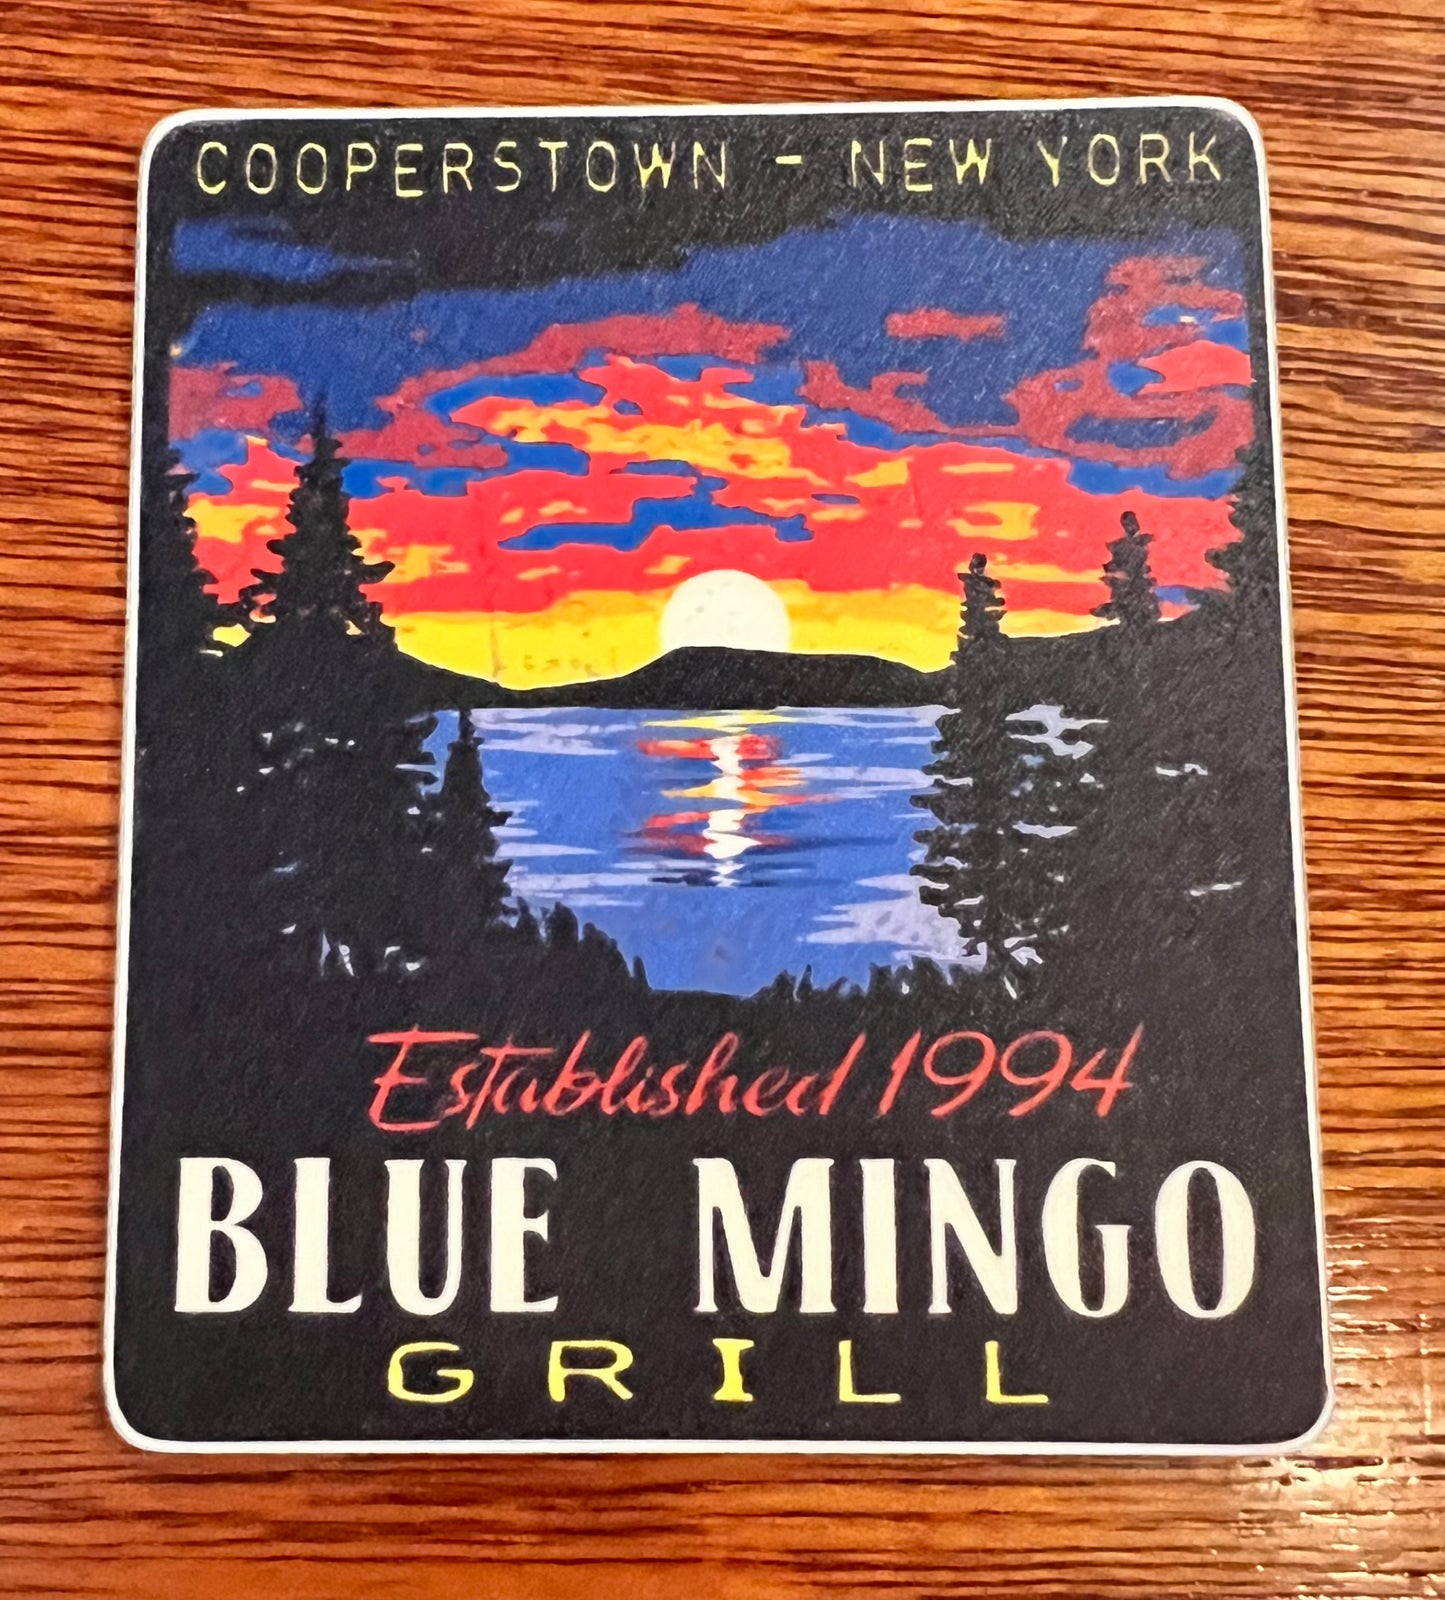 COOPERSTOWN - NEW YORK
Established 1994
BLUE MINGO
GRILL